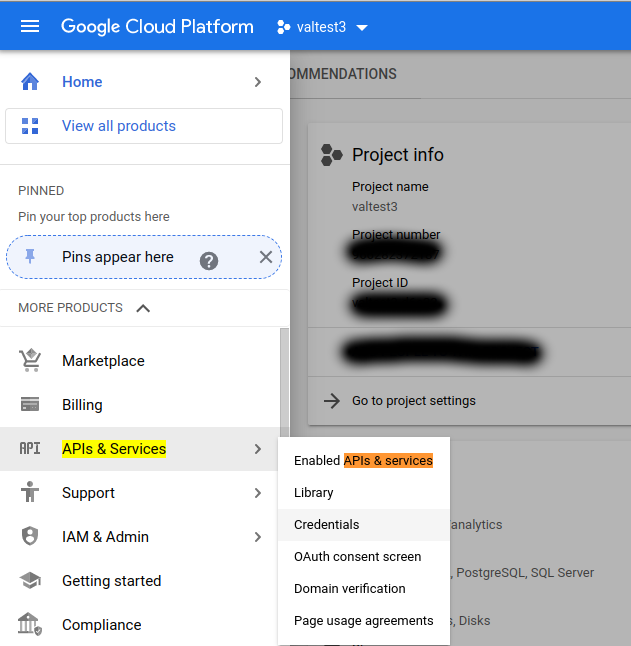 Google Cloud Platform
valtest3
Home
View all products
PINNED
Pin your top products here
Pins appear here
?
MORE PRODUCTS
Marketplace
Billing
API
APIs & Services
Support
IAM & Admin
Getting started
Compliance
Enabled APIs & services
Library
Credentials
OAuth consent screen
Domain verification
Page usage agreements
OMMENDATIONS
Project info
Project name
valtest3
Project number
Project ID
Go to project settings
analytics
, PostgreSQL, SQL Server
s, Disks